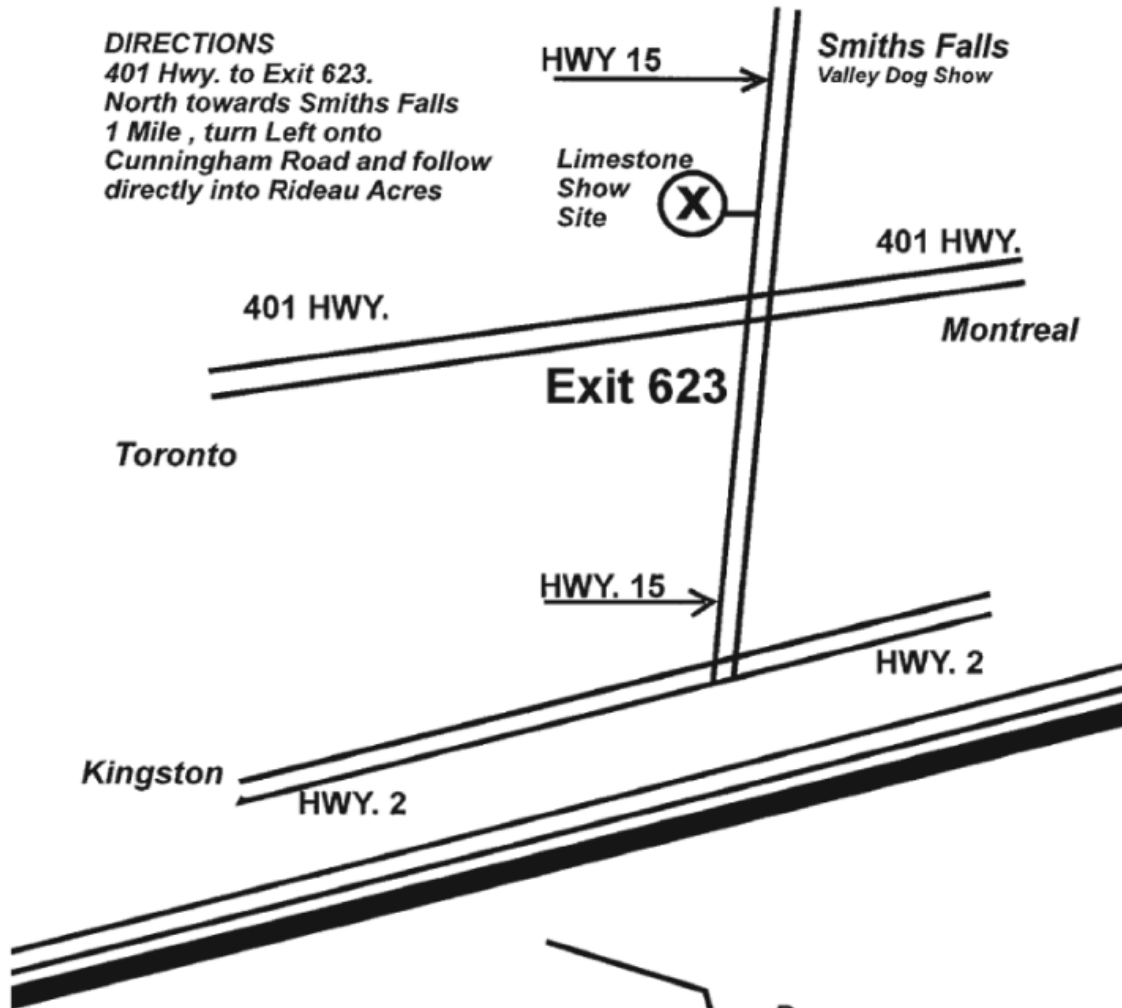 DIRECTIONS
401 Hwy. to Exit 623.
North towards Smiths Falls
1 Mile , turn Left onto
Cunningham Road and follow
directly into Rideau Acres
HWY 15
Smiths Falls
Valley Dog Show
Limestone
Show
Site
X
401 HWY.
401 HWY.
Montreal
Exit 623
Toronto
HWY. 15
HWY. 2
Kingston
HWY. 2